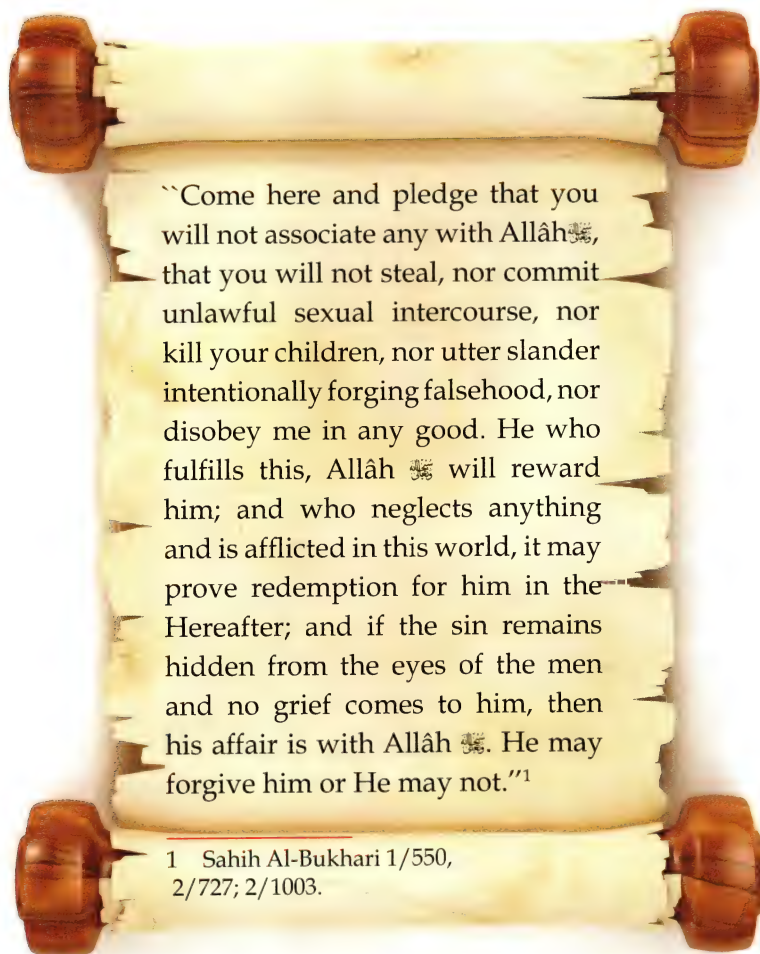 ``Come here and pledge that you
will not associate any with Allâhﷻ,
that you will not steal, nor commit
unlawful sexual intercourse, nor
kill your children, nor utter slander
intentionally forging falsehood, nor
disobey me in any good. He who
fulfills this, Allâh ﷻ will reward
him; and who neglects anything
and is afflicted in this world, it may
prove redemption for him in the
Hereafter; and if the sin remains
hidden from the eyes of the men
and no grief comes to him, then
his affair is with Allâh ﷻ. He may
forgive him or He may not.”¹
1 Sahih Al-Bukhari 1/550,
2/727; 2/1003.